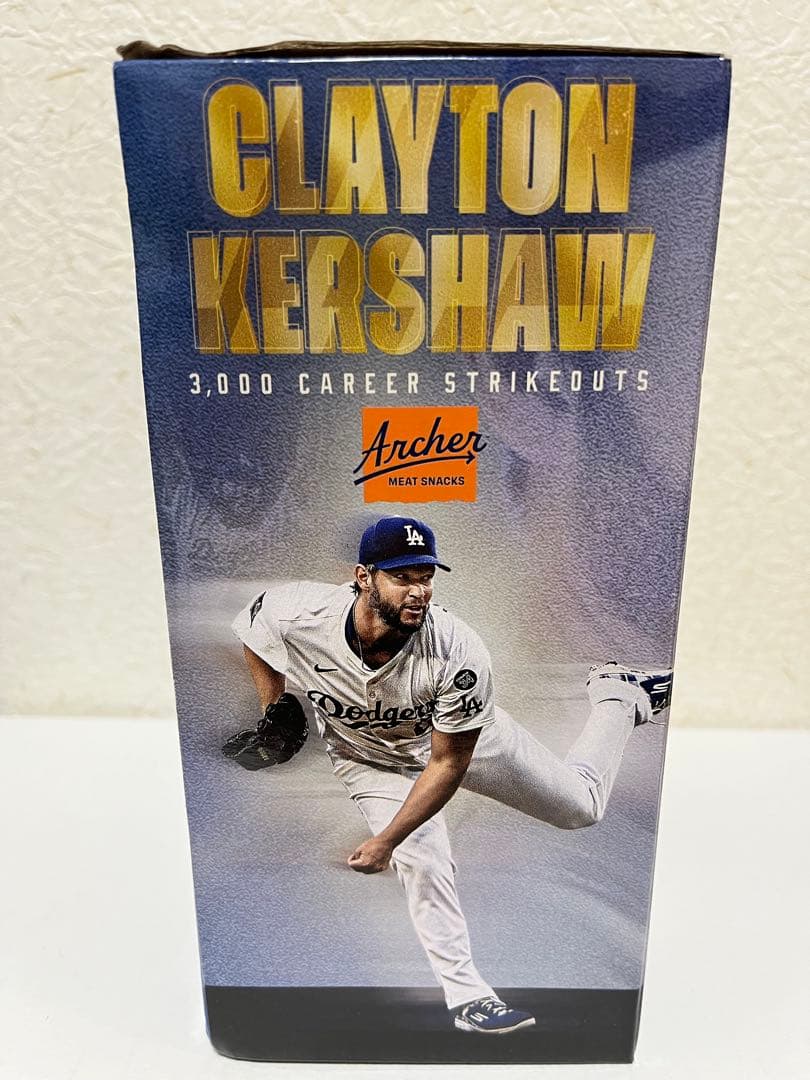 CLAYTON
KERSHAW
3,000 CAREER STRIKEOUTS
Archer
MEAT SNACKS
LA
Dodgers
LA